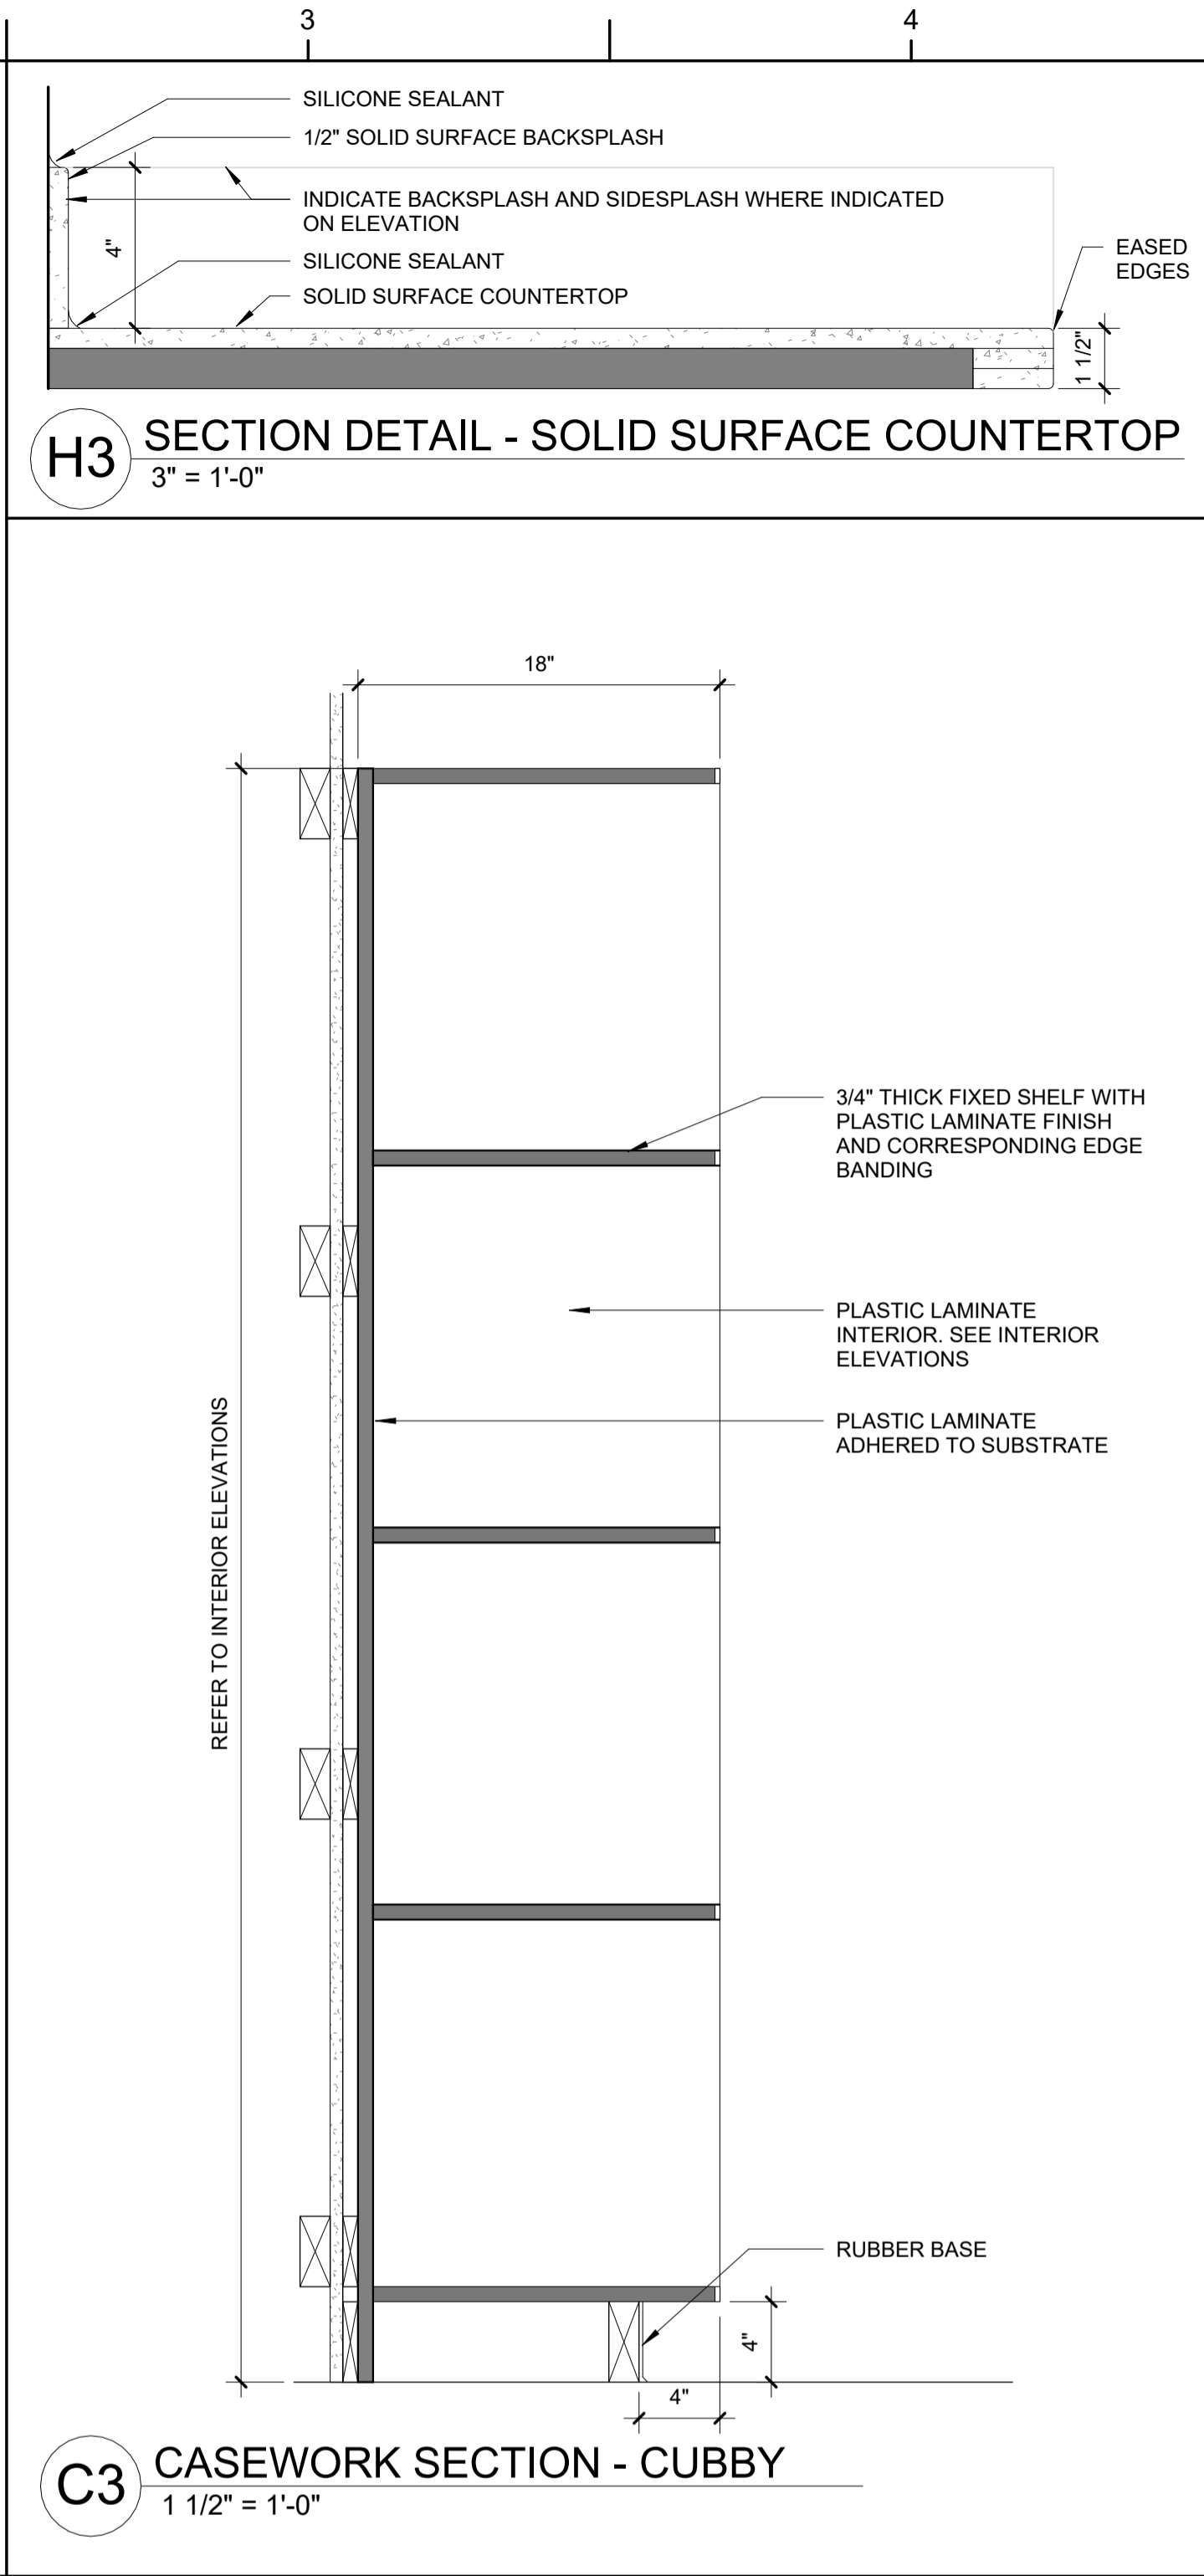 3
4
SILICONE SEALANT
1/2" SOLID SURFACE BACKSPLASH
INDICATE BACKSPLASH AND SIDESPLASH WHERE INDICATED
ON ELEVATION
4"
SILICONE SEALANT
SOLID SURFACE COUNTERTOP
EASED
EDGES
1 1/2"
H3
SECTION DETAIL - SOLID SURFACE COUNTERTOP
3" = 1'-0"
18"
3/4" THICK FIXED SHELF WITH
PLASTIC LAMINATE FINISH
AND CORRESPONDING EDGE
BANDING
PLASTIC LAMINATE
INTERIOR. SEE INTERIOR
ELEVATIONS
PLASTIC LAMINATE
ADHERED TO SUBSTRATE
REFER TO INTERIOR ELEVATIONS
RUBBER BASE
4"
4"
C3
CASEWORK SECTION - CUBBY
1 1/2" = 1'-0"